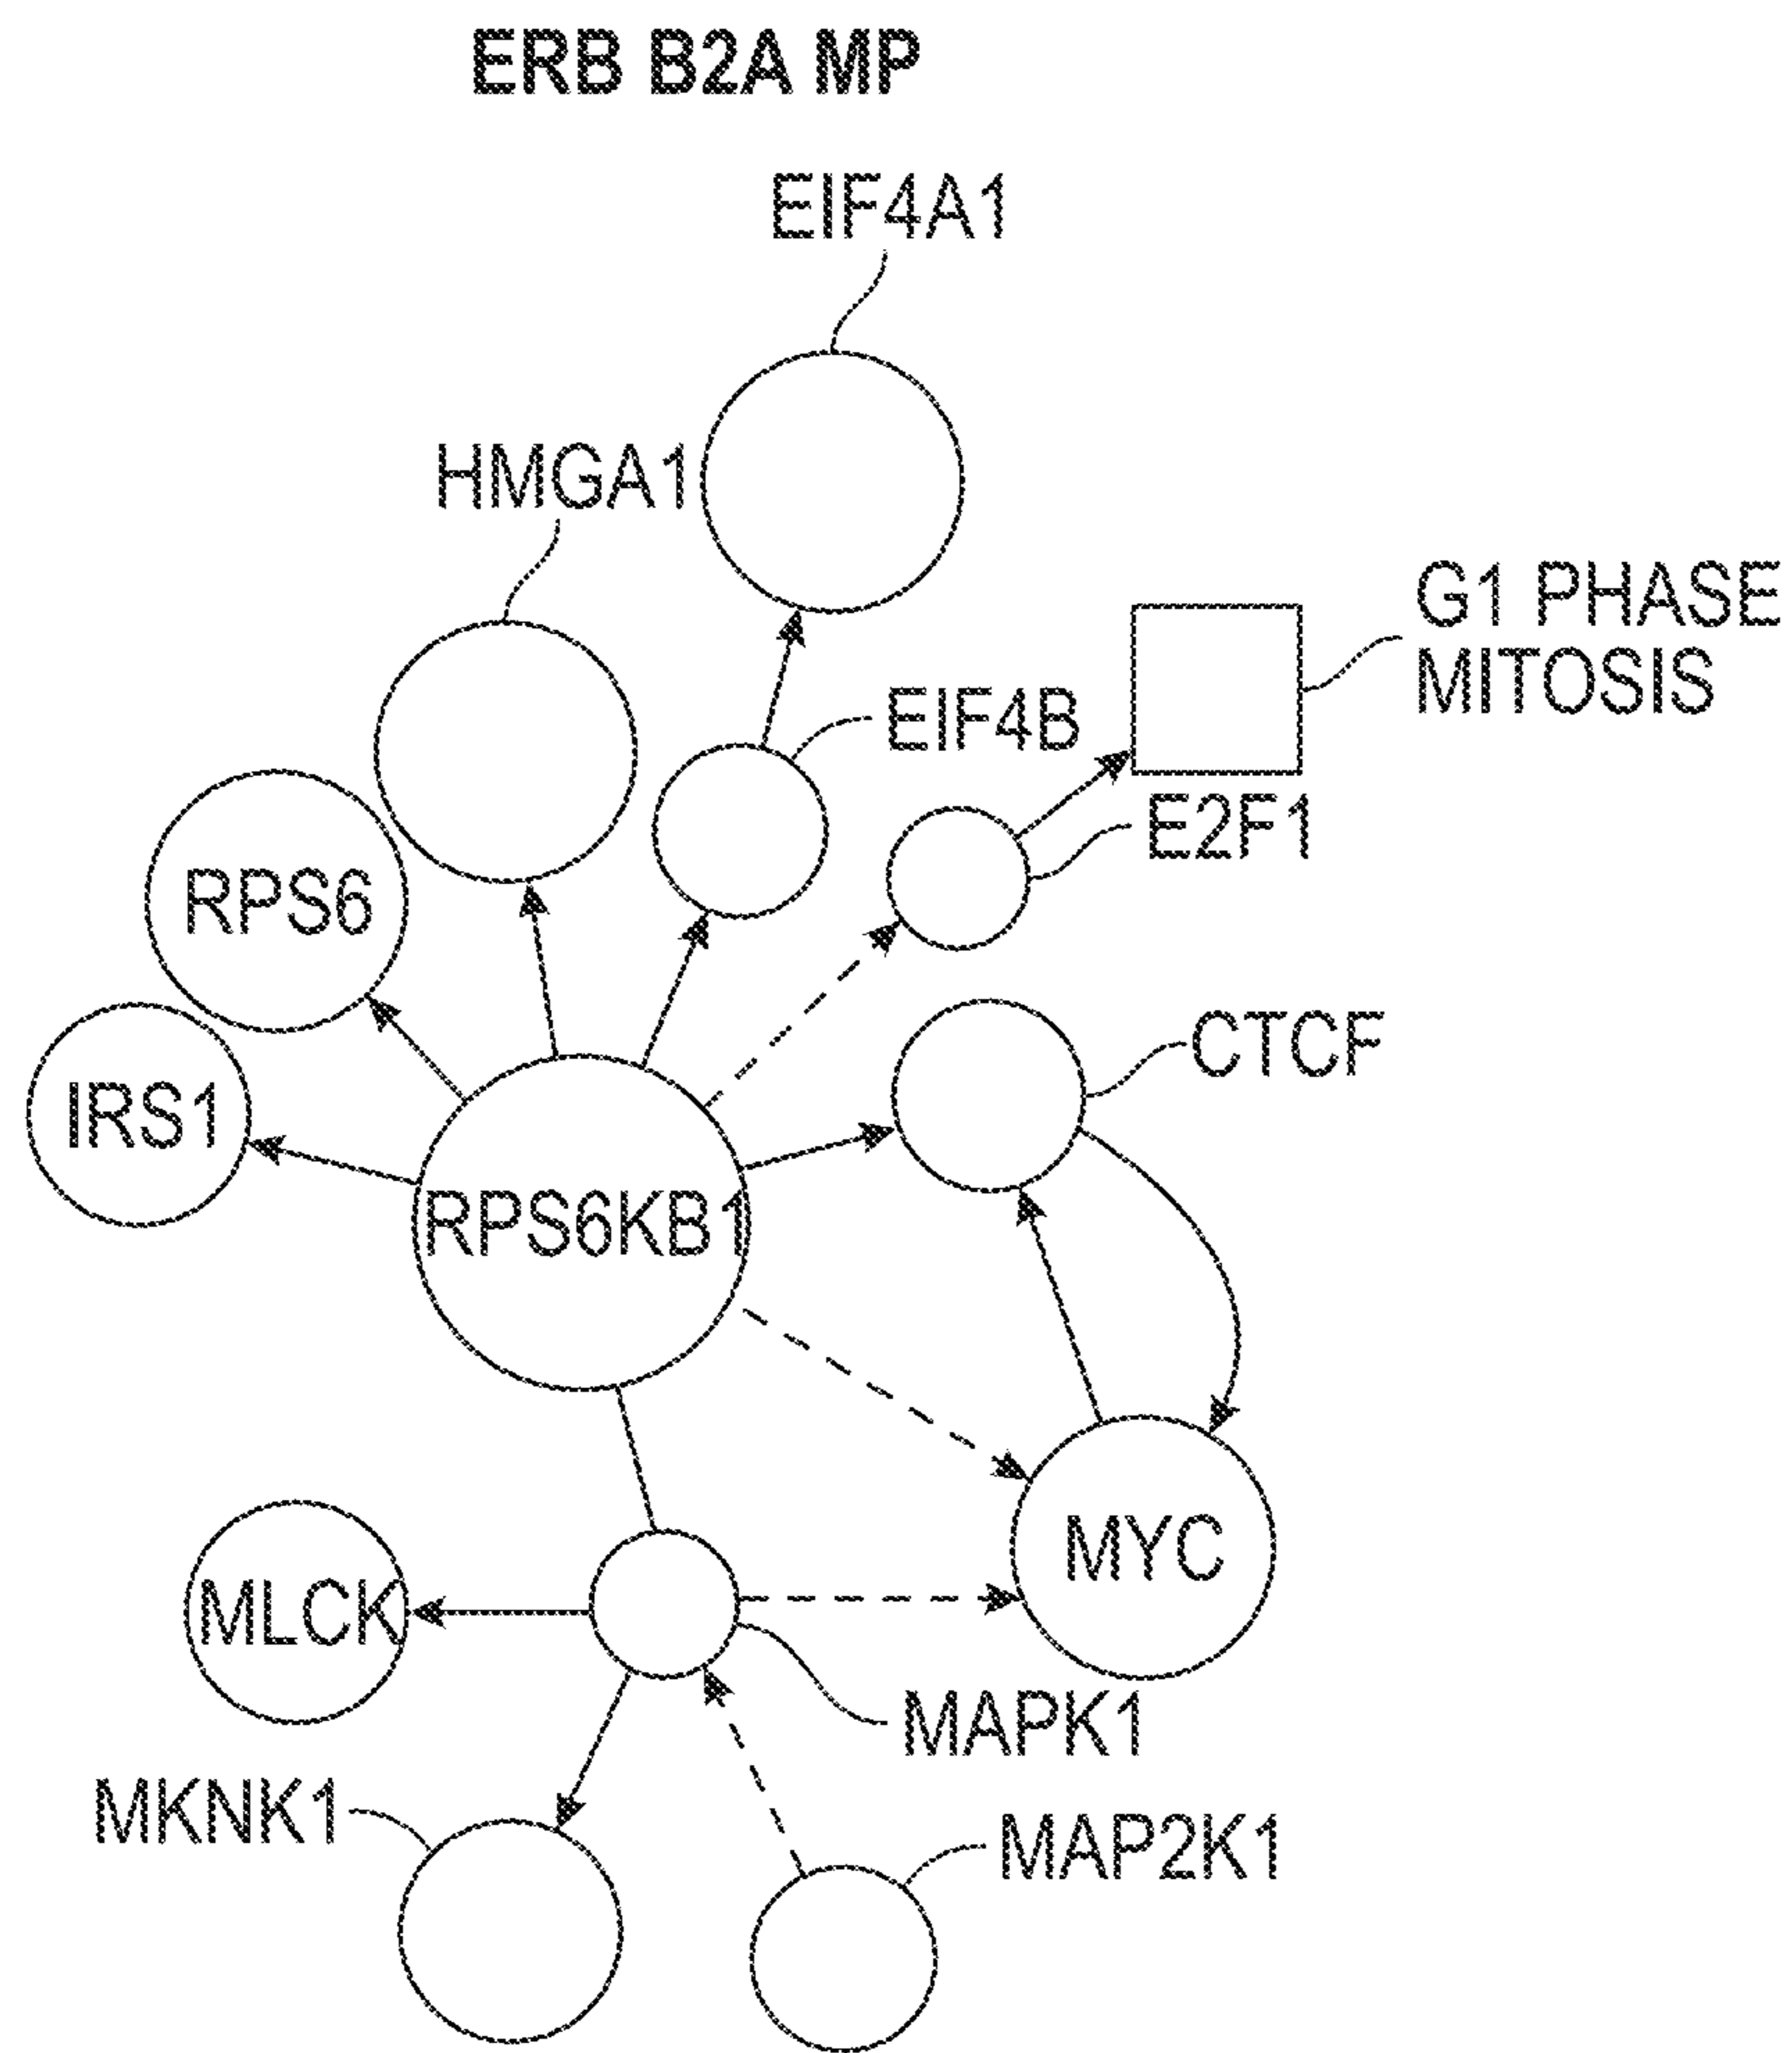 ERB B2A MP
EIF4A1
HMGA1
G1 PHASE
MITOSIS
EIF4B
E2F1
RPS6
CTCF
IRS1
RPS6KB1
MYC
MLCK
MAPK1
MKNK1
MAP2K1